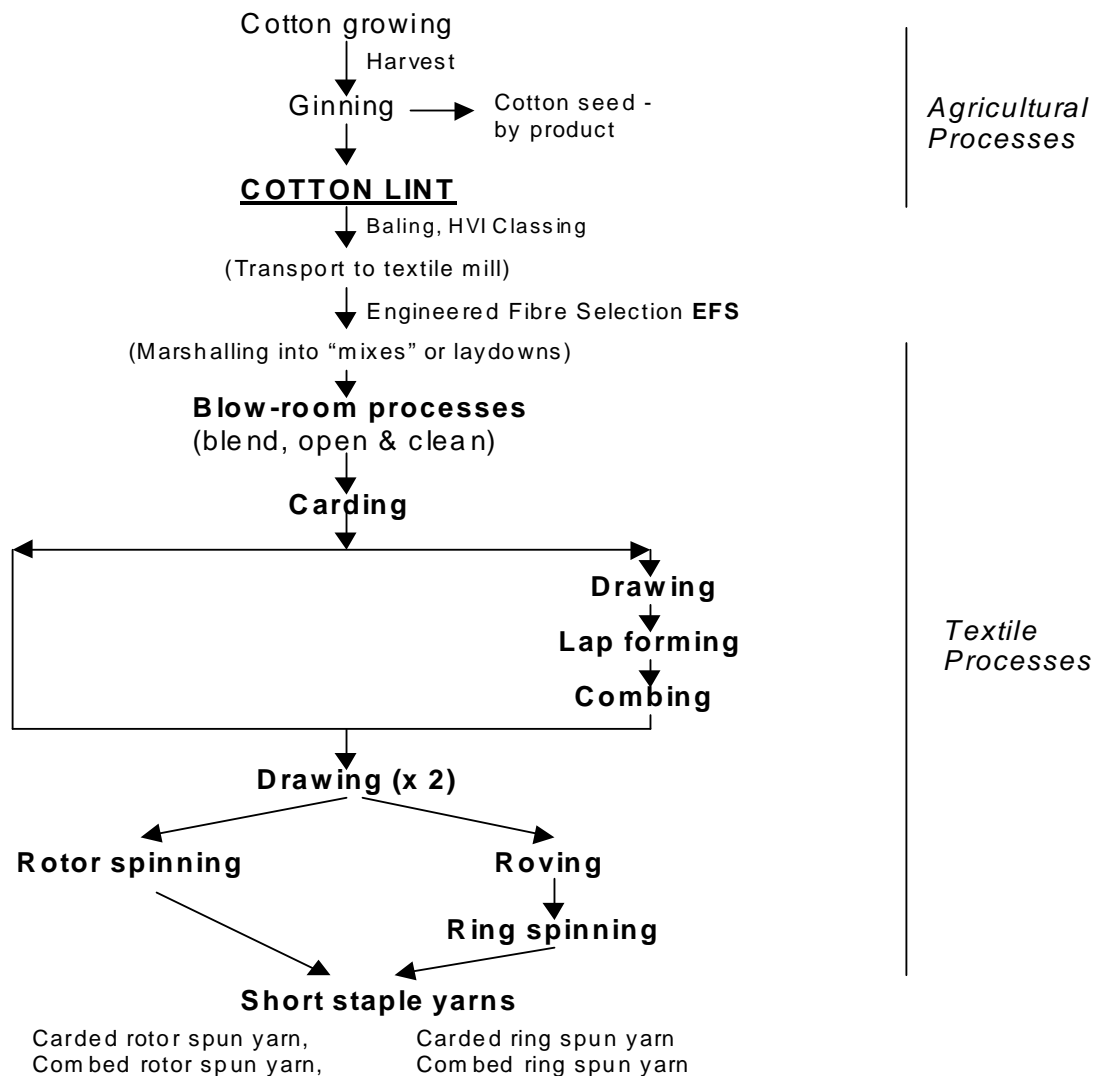 Cotton growing
Harvest
Ginning
Cotton seed -
by product
Agricultural
Processes
COTTON LINT
Baling, HVI Classing
(Transport to textile mill)
Engineered Fibre Selection EFS
(Marshalling into “mixes” or laydowns)
Blow-room processes
(blend, open & clean)
Carding
Drawing
Lap forming
Combing
Textile
Processes
Drawing (x 2)
Rotor spinning
Roving
Ring spinning
Short staple yarns
Carded rotor spun yarn,
Combed rotor spun yarn,
Carded ring spun yarn
Combed ring spun yarn